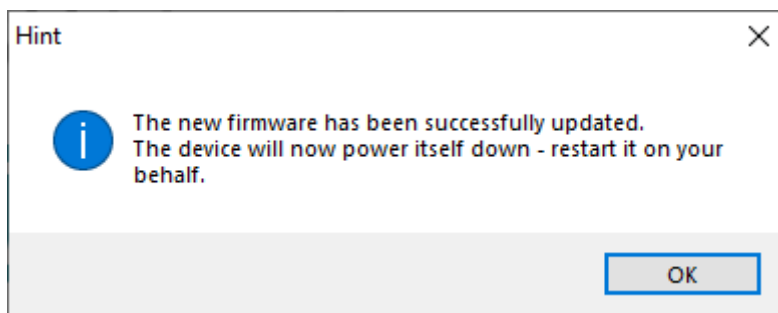 Hint
The new firmware has been successfully updated.
The device will now power itself down - restart it on your
behalf.
OK